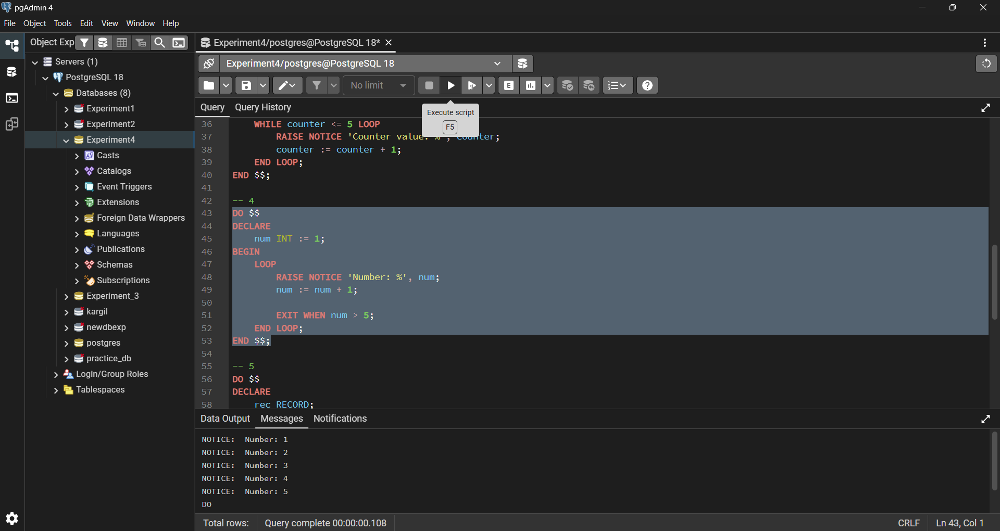 pgAdmin 4
File Object Tools Edit View Window Help
Object Exp
Experiment4/postgres@PostgreSQL 18*
Servers (1)
PostgreSQL 18
Databases (8)
Experiment1
Experiment2
Experiment4
Casts
Catalogs
Event Triggers
Extensions
Foreign Data Wrappers
Languages
Publications
Schemas
Subscriptions
Experiment_3
kargil
newdbexp
postgres
practice_db
Login/Group Roles
Tablespaces
Experiment4/postgres@PostgreSQL 18
No limit
E
Query Query History
Execute script
F5
36 WHILE counter <= 5 LOOP
37 RAISE NOTICE 'Counter value: %', counter;
38 counter := counter + 1;
39 END LOOP;
40 END $$;
41
42 -- 4
43 DO $$
44 DECLARE
45 num INT := 1;
46 BEGIN
47 LOOP
48 RAISE NOTICE 'Number: %', num;
49 num := num + 1;
50
51 EXIT WHEN num > 5;
52 END LOOP;
53 END $$;
54
55 -- 5
56 DO $$
57 DECLARE
58 rec RECORD;
Data Output Messages Notifications
NOTICE: Number: 1
NOTICE: Number: 2
NOTICE: Number: 3
NOTICE: Number: 4
NOTICE: Number: 5
DO
Total rows: Query complete 00:00:00.108 CRLF Ln 43, Col 1